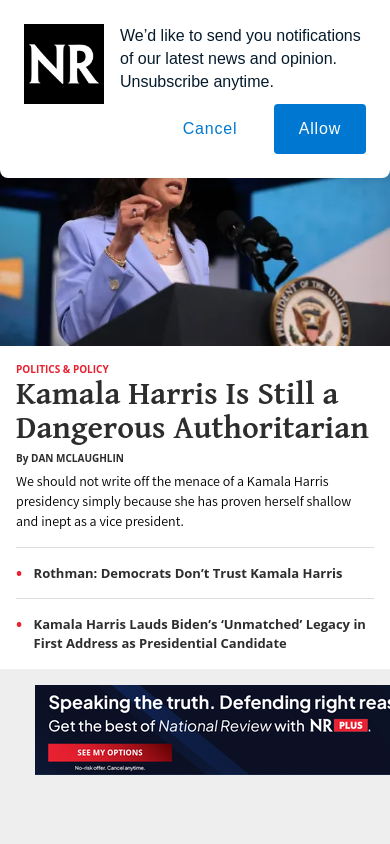 NR
We’d like to send you notifications
of our latest news and opinion.
Unsubscribe anytime.
Cancel
Allow
POLITICS & POLICY
Kamala Harris Is Still a
Dangerous Authoritarian
By DAN MCLAUGHLIN
We should not write off the menace of a Kamala Harris
presidency simply because she has proven herself shallow
and inept as a vice president.
Rothman: Democrats Don’t Trust Kamala Harris
Kamala Harris Lauds Biden’s ‘Unmatched’ Legacy in
First Address as Presidential Candidate
Speaking the truth. Defending right reas
Get the best of National Review with NR PLUS.
SEE MY OPTIONS
No-risk offer. Cancel anytime.